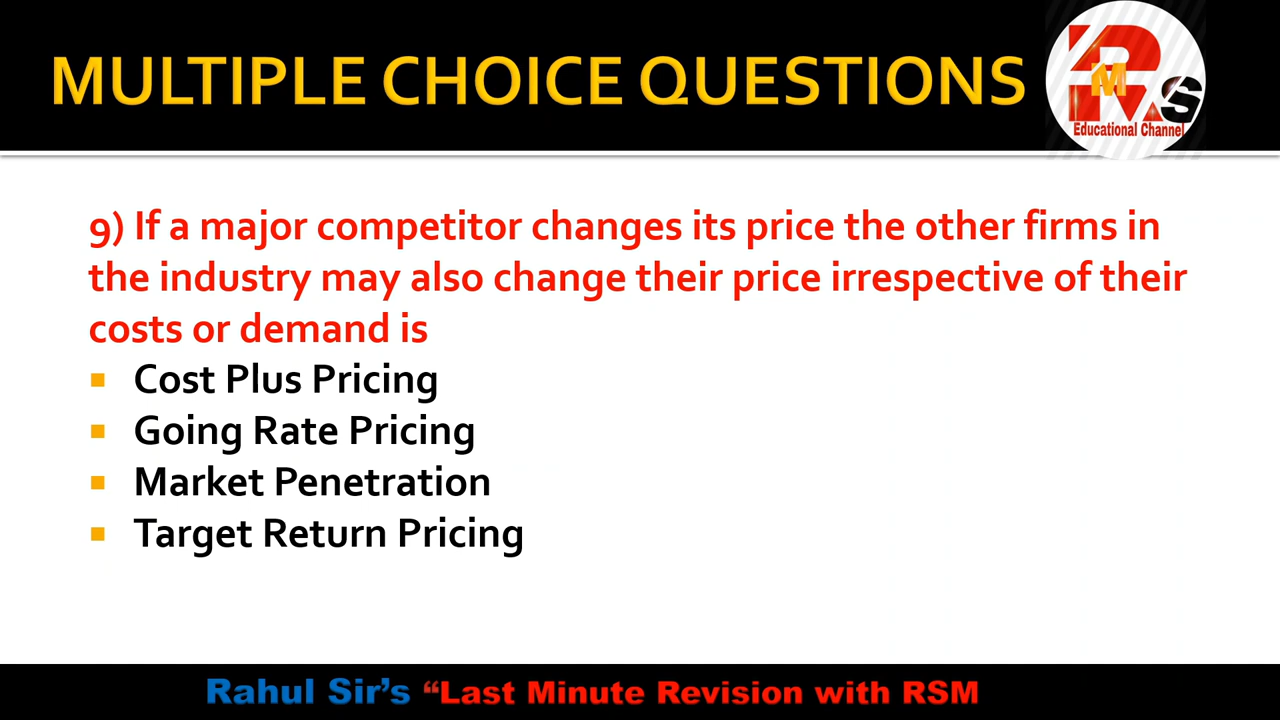 MULTIPLE CHOICE QUESTIONS
RMS
Educational Channel
9) If a major competitor changes its price the other firms in
the industry may also change their price irrespective of their
costs or demand is
Cost Plus Pricing
Going Rate Pricing
Market Penetration
Target Return Pricing
Rahul Sir's “Last Minute Revision with RSM